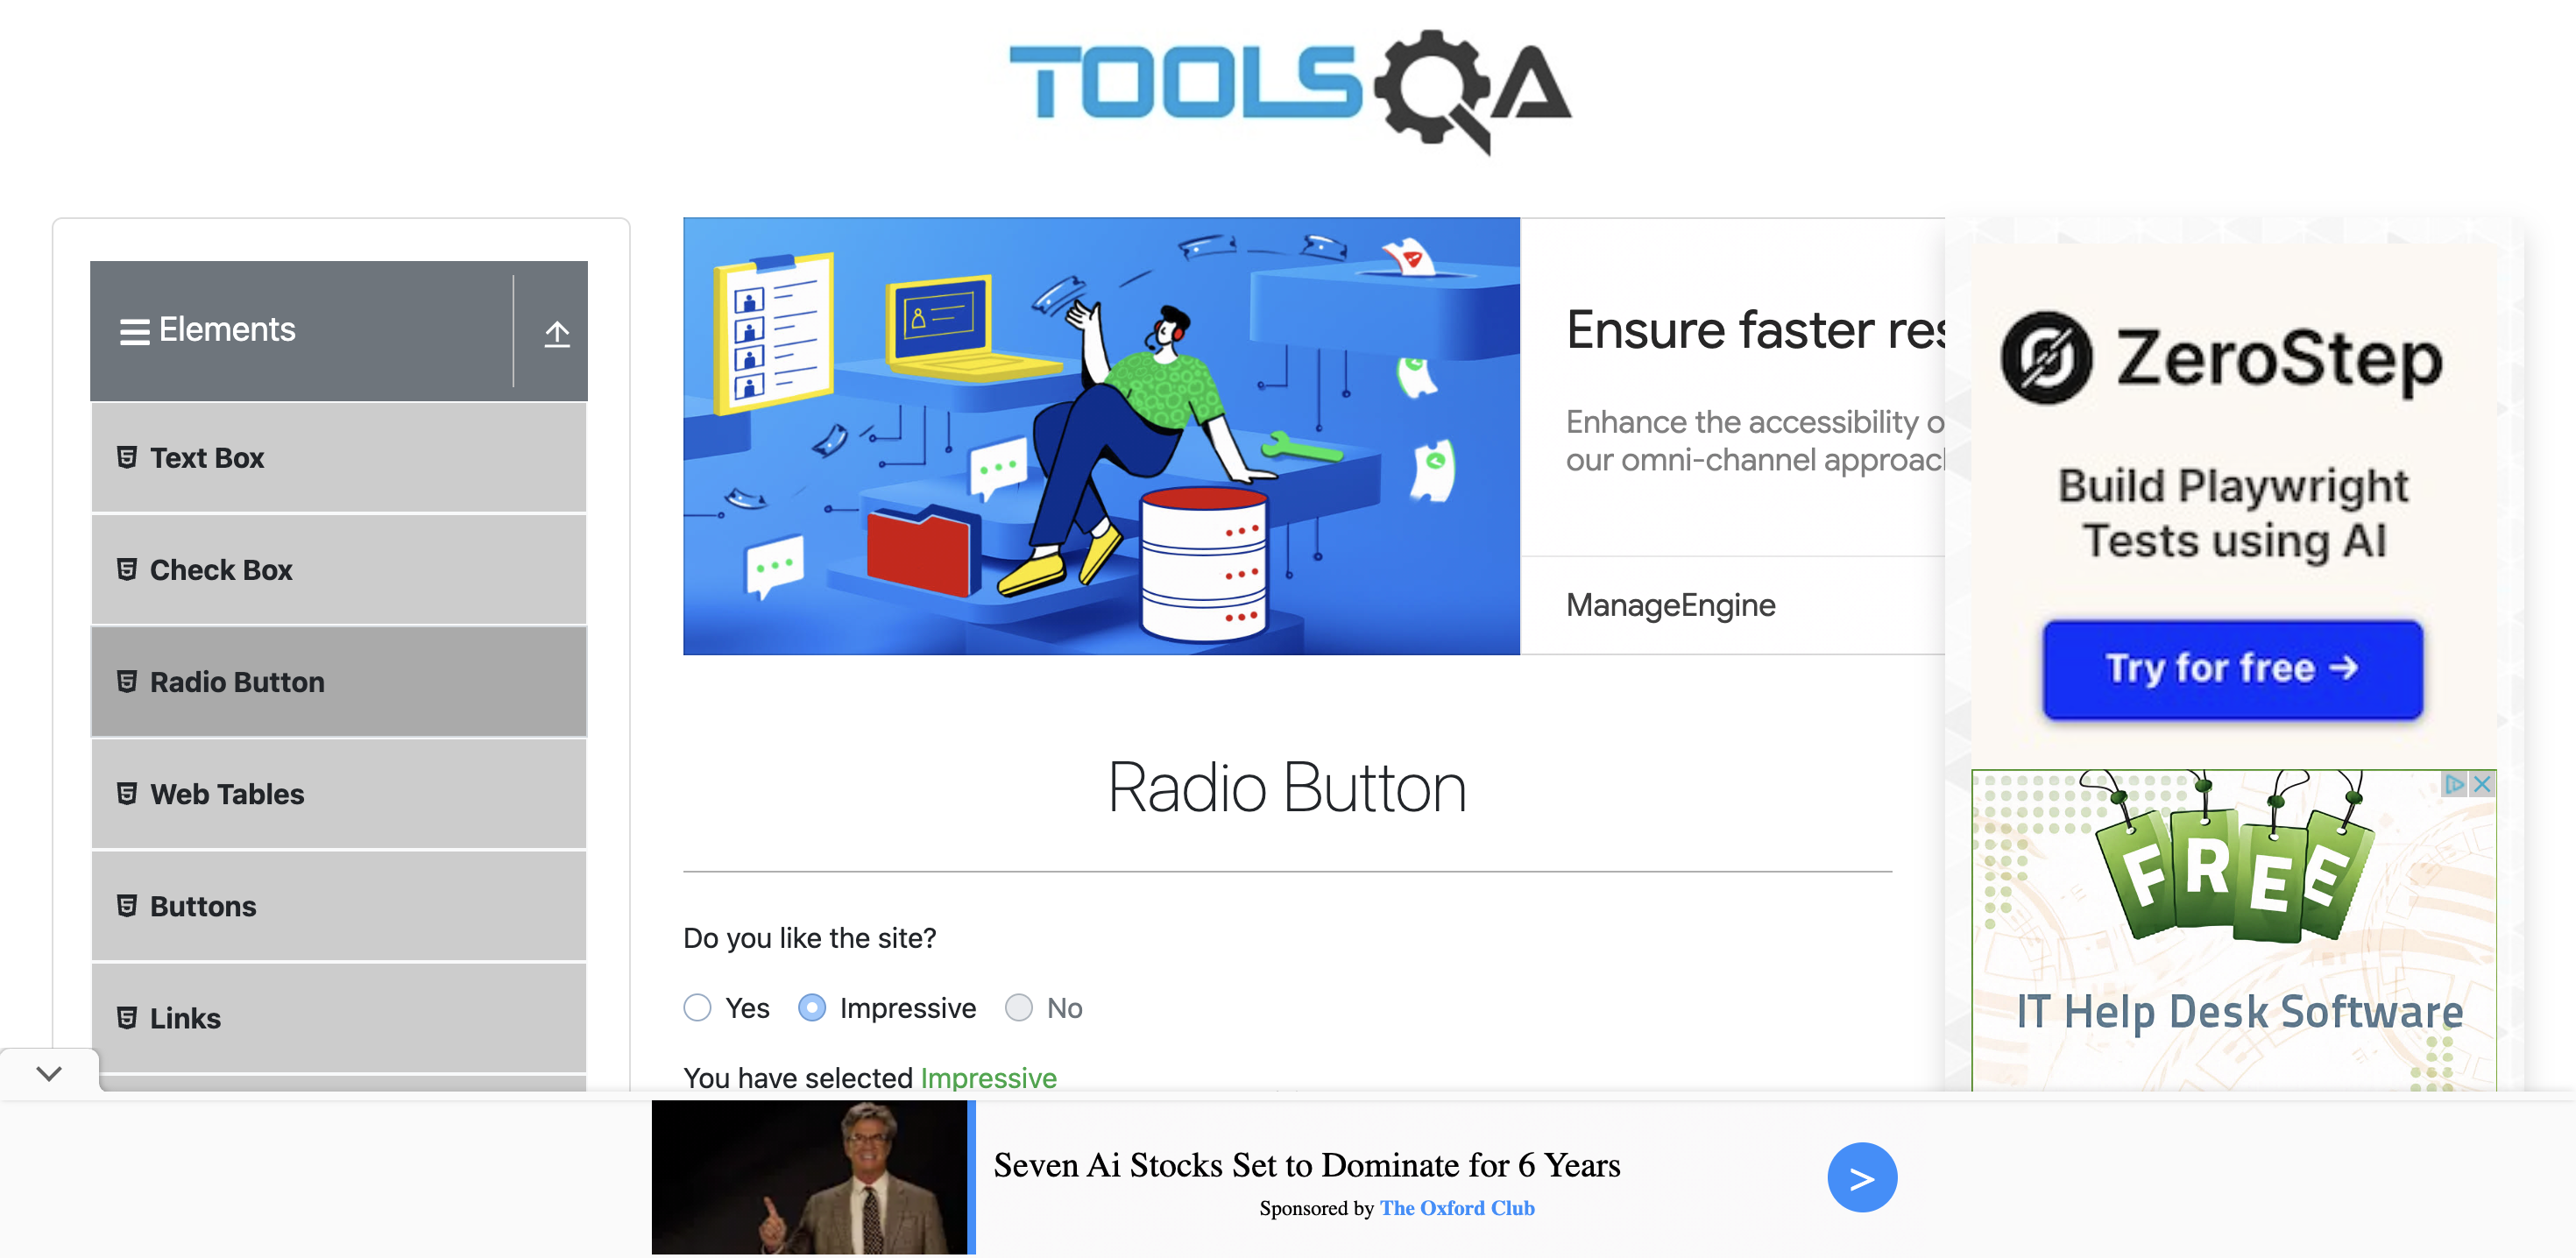 TOOLSQA
Elements
Text Box
Check Box
Radio Button
Web Tables
Buttons
Links
Ensure faster res
Enhance the accessibility o
our omni-channel approac
ManageEngine
Radio Button
Do you like the site?
Yes
Impressive
No
You have selected Impressive
ZeroStep
Build Playwright
Tests using AI
Try for free →
FREE
IT Help Desk Software
Seven Ai Stocks Set to Dominate for 6 Years
Sponsored by The Oxford Club
>